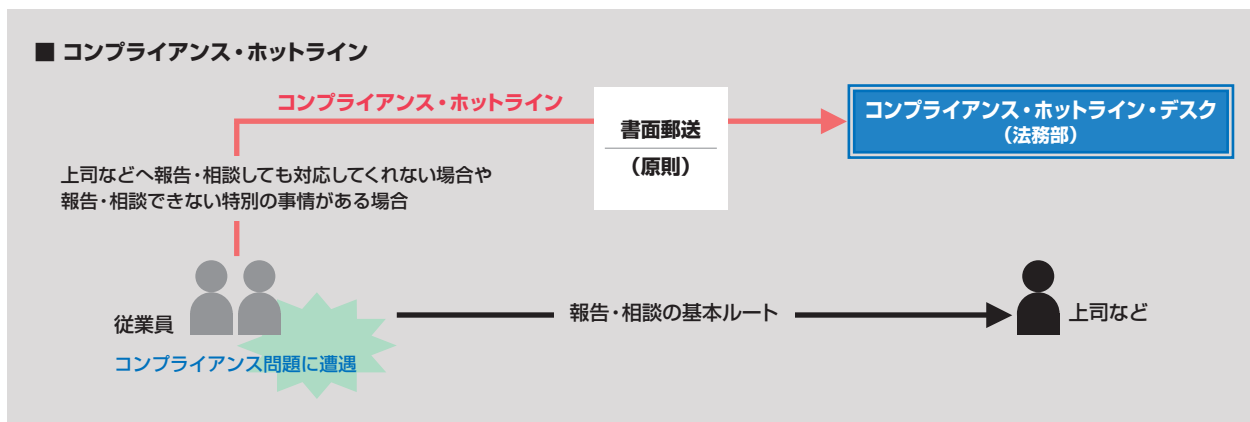 ■ コンプライアンス・ホットライン
コンプライアンス・ホットライン
書面郵送
（原則）
コンプライアンス・ホットライン・デスク
（法務部）
上司などへ報告・相談しても対応してくれない場合や
報告・相談できない特別の事情がある場合
従業員
コンプライアンス問題に遭遇
報告・相談の基本ルート
上司など